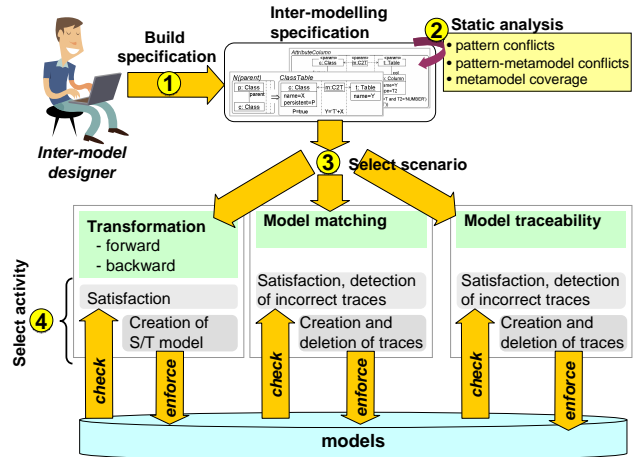 Inter-modelling
specification
2 Static analysis
• pattern conflicts
• pattern-metamodel conflicts
• metamodel coverage
Build
specification
1
AttributeColumn
N(parent)
p: Class
parent
c: Class
ClassTable
c: Class
m:C2T
t: Table
name=X
persistent=P
name=Y
P=true
Y='T'+X
Inter-model
designer
3 Select scenario
Transformation
- forward
- backward
Model matching
Model traceability
Select activity
4
Satisfaction
Satisfaction, detection
of incorrect traces
Satisfaction, detection
of incorrect traces
Creation of
S/T model
Creation and
deletion of traces
Creation and
deletion of traces
check
enforce
check
enforce
check
enforce
models